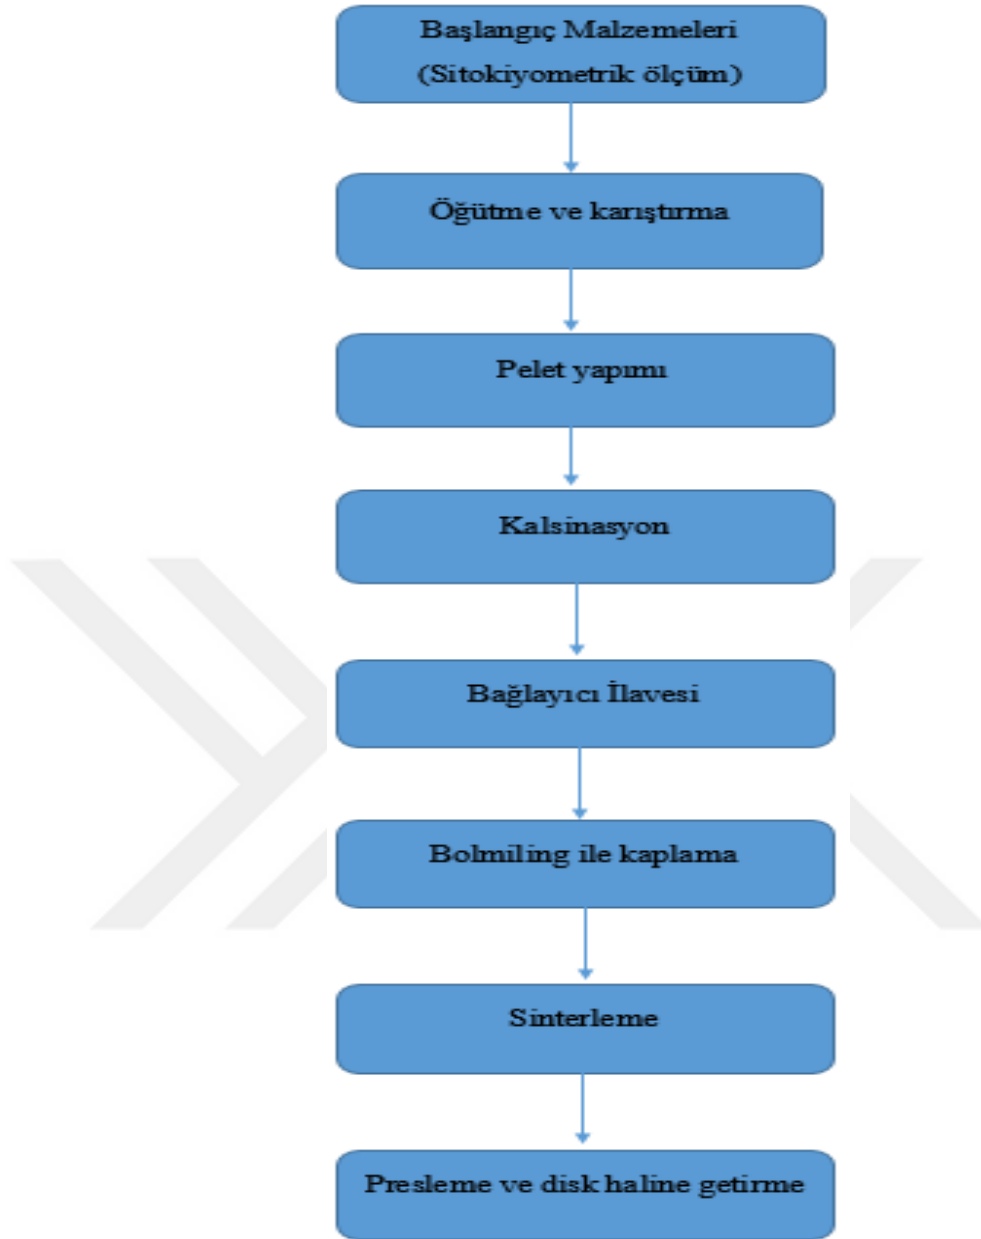 Başlangıç Malzemeleri
(Sitokiyometrik ölçüm)
Öğütme ve karıştırma
Pelet yapımı
Kalsinasyon
Bağlayıcı İlavesi
Bolmiling ile kaplama
Sinterleme
Presleme ve disk haline getirme